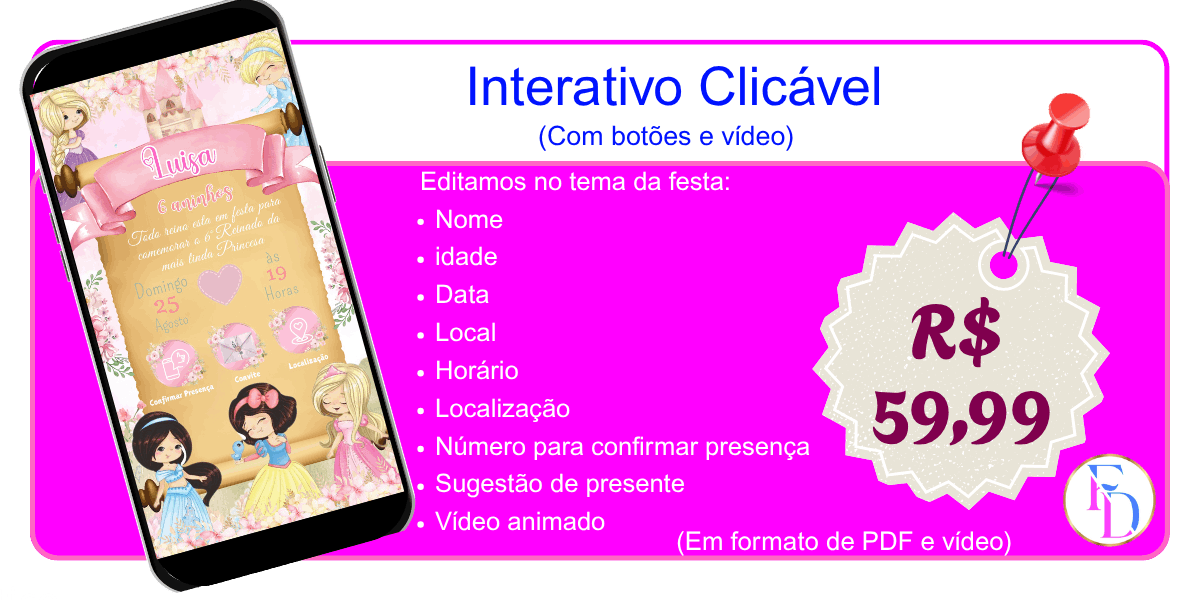 Interativo Clicável
(Com botões e vídeo)
Luisa
6 aninhos
Todo reino esta em festa para
comemorar o 6º Reinado da
mais linda Princesa
Domingo
25
Agosto
às
19
Horas
Confirmar Presença
Convite
Localização
Editamos no tema da festa:
• Nome
• idade
• Data
• Local
• Horário
• Localização
• Número para confirmar presença
• Sugestão de presente
• Vídeo animado
(Em formato de PDF e vídeo)
R$
59,99
FD